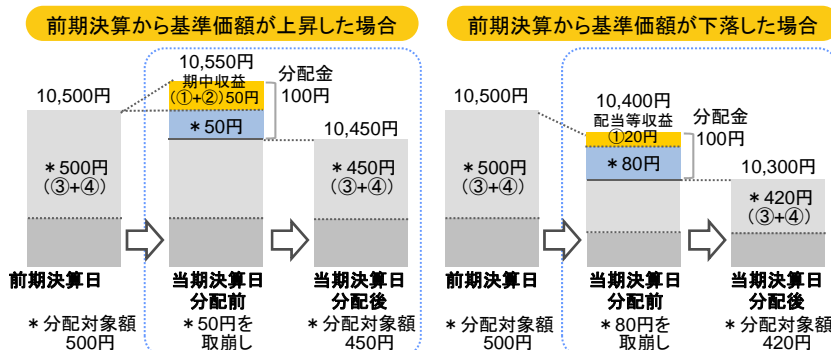 前期決算から基準価額が上昇した場合
10,500円
＊500円
(③+④)
前期決算日
＊分配対象額
500円
10,550円
期中収益
(①+②)50円
＊50円
分配金
100円
当期決算日
分配前
＊50円を
取崩し
10,450円
＊450円
(③+④)
当期決算日
分配後
＊分配対象額
450円
前期決算から基準価額が下落した場合
10,500円
＊500円
(③+④)
前期決算日
＊分配対象額
500円
10,400円
配当等収益
①20円
＊80円
分配金
100円
当期決算日
分配前
＊80円を
取崩し
10,300円
＊420円
(③+④)
当期決算日
分配後
＊分配対象額
420円